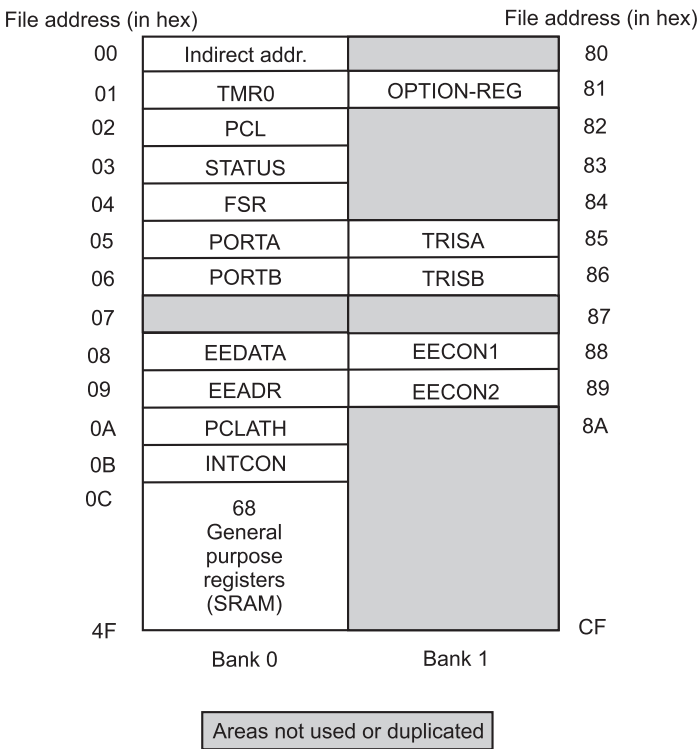 File address (in hex) File address (in hex)
00 Indirect addr. 80
01 TMR0 OPTION-REG 81
02 PCL 82
03 STATUS 83
04 FSR 84
05 PORTA TRISA 85
06 PORTB TRISB 86
07 87
08 EEDATA EECON1 88
09 EEADR EECON2 89
0A PCLATH 8A
0B INTCON
0C
68
General
purpose
registers
(SRAM)
4F CF
Bank 0 Bank 1
Areas not used or duplicated